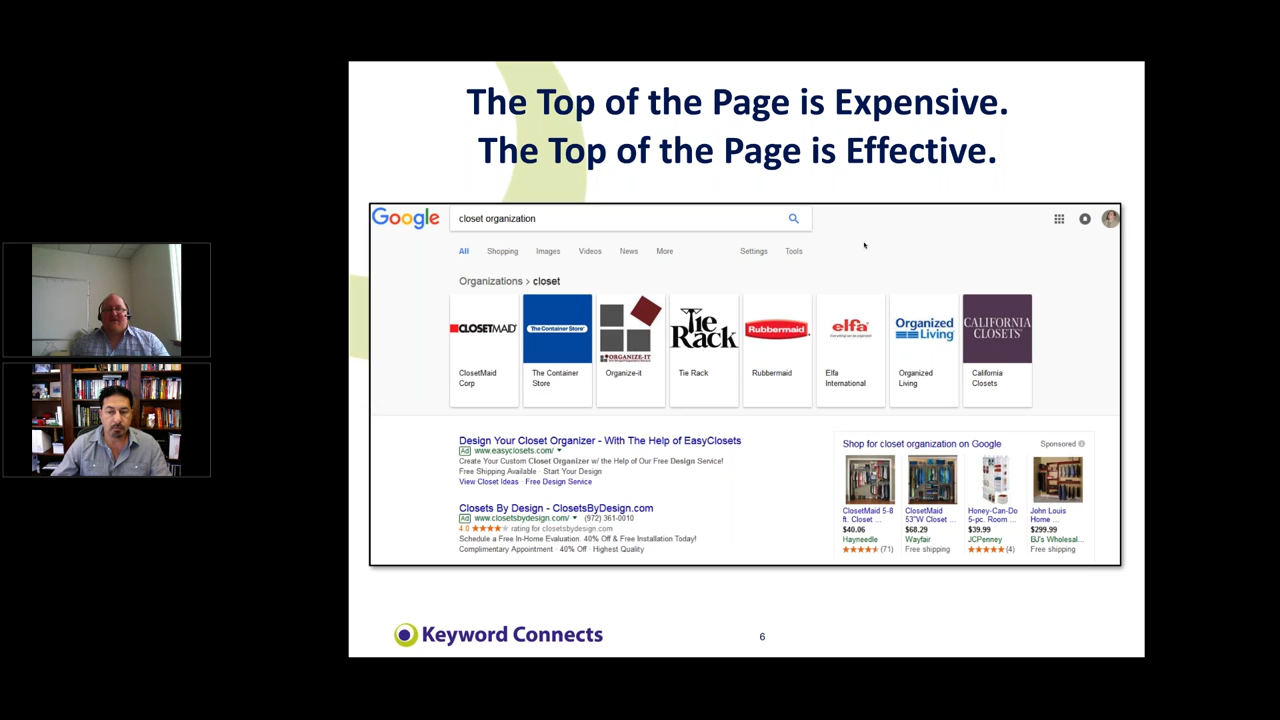 The Top of the Page is Expensive.
The Top of the Page is Effective.
Google
closet organization
All Shopping Images Videos News More Settings Tools
Organizations > closet
CLOSETMAID
The Container Store
ORGANIZE-IT
Tie
Rack
Rubbermaid
elfa
Organized
Living
CALIFORNIA
CLOSETS
ClosetMaid
Corp
The Container
Store
Organize-it
Tie Rack
Rubbermaid
Elfa
International
Organized
Living
California
Closets
Design Your Closet Organizer - With The Help of EasyClosets
Ad www.easyclosets.com/
Create Your Custom Closet Organizer w/ the Help of Our Free Design Service!
Free Shipping Available · Start Your Design
View Closet Ideas · Free Design Service
Closets By Design - ClosetsByDesign.com
Ad www.closetsbydesign.com/ (972) 361-0010
4.0 ★★★★★ rating for closetsbydesign.com
Schedule a Free In-Home Evaluation. 40% Off & Free Installation Today!
Complimentary Appointment · 40% Off · Highest Quality
Shop for closet organization on Google Sponsored
ClosetMaid 5-8
ft. Closet ...
$40.06
Hayneedle
★★★★★ (71)
ClosetMaid
53"W Closet ...
$68.29
Wayfair
Free shipping
Honey-Can-Do
5-pc. Room ...
$39.99
JCPenney
★★★★★ (4)
John Louis
Home ...
$299.99
BJ's Wholesal...
Free shipping
Keyword Connects
6